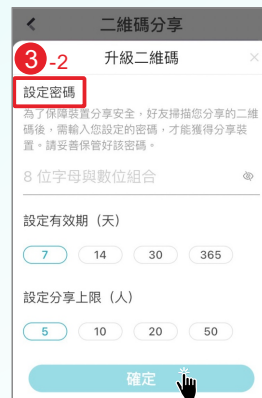 二維碼分享
3-2 升級二維碼
設定密碼
為了保障裝置分享安全,好友掃描您分享的二維
碼後,需輸入您設定的密碼,才能獲得分享裝
置。請妥善保管好該密碼。
8 位字母與數位組合
設定有效期(天)
7 14 30 365
設定分享上限(人)
5 10 20 50
確定